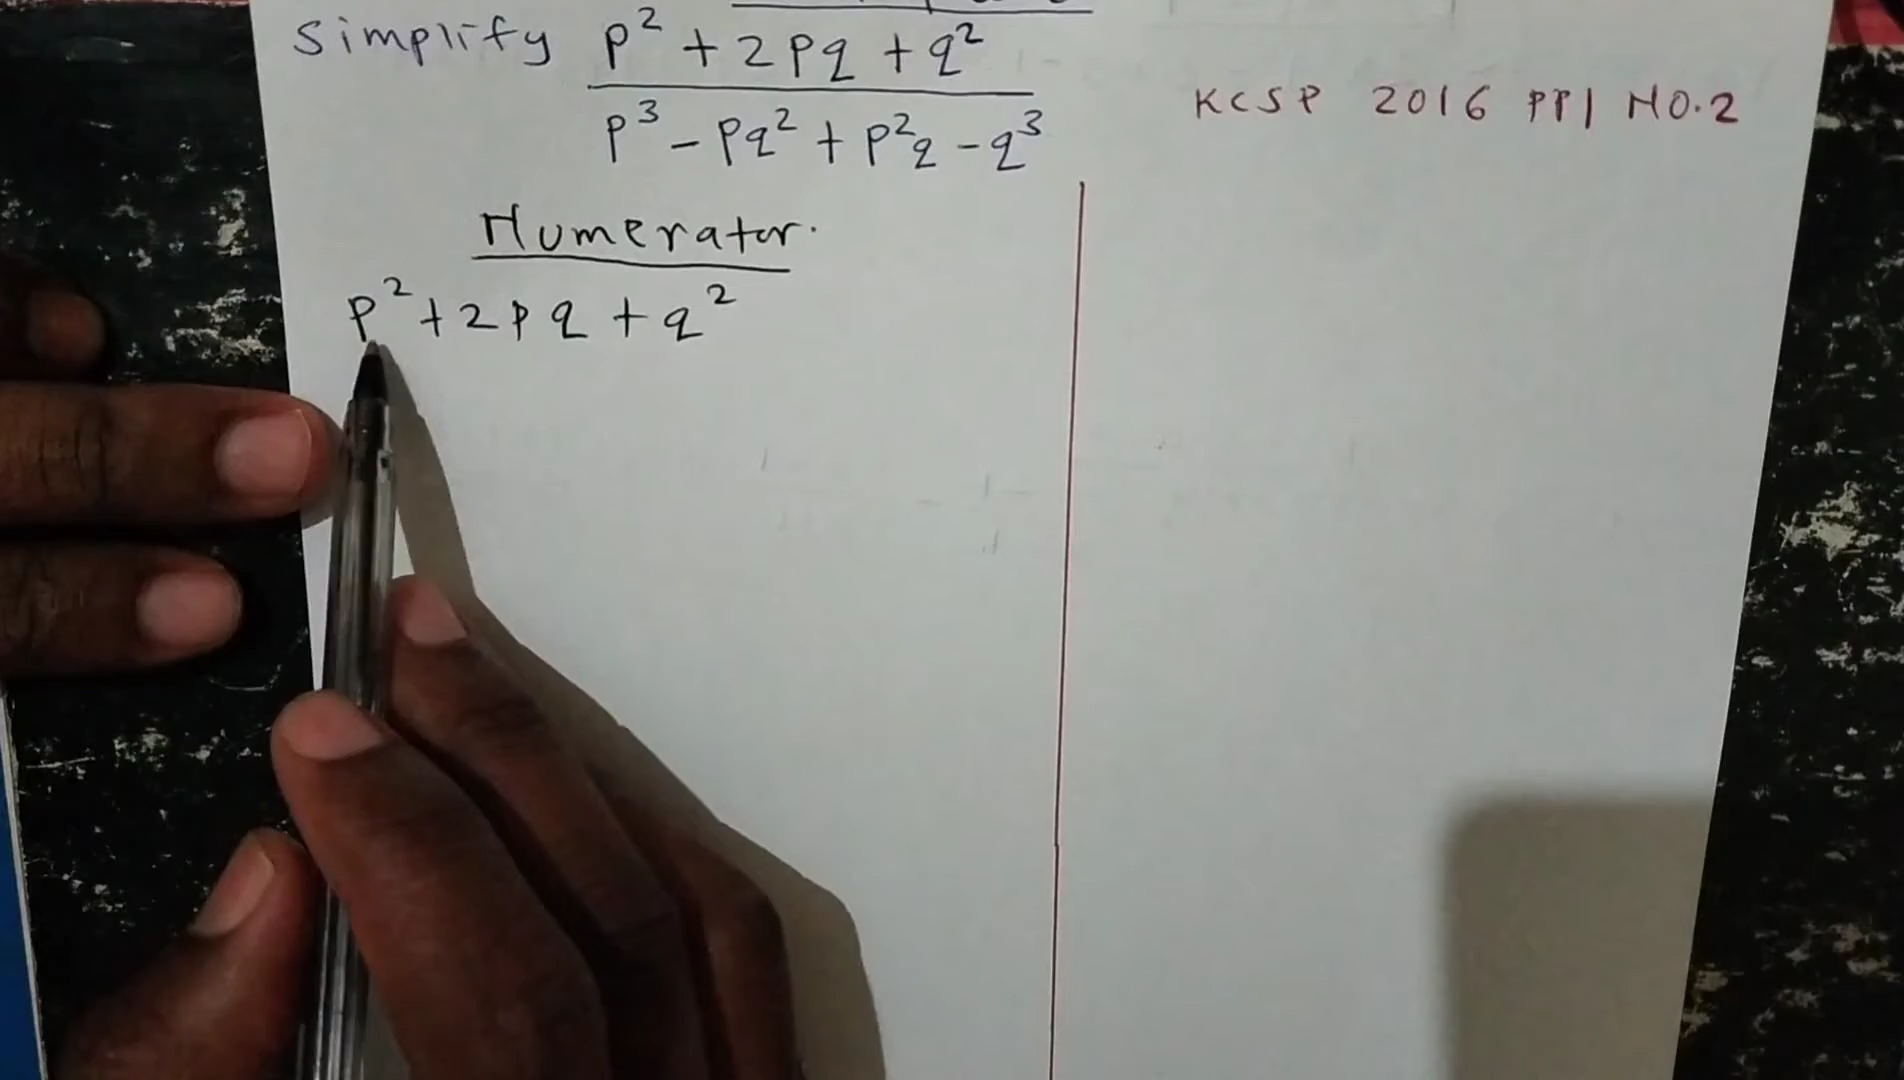 Simplify p² + 2pq + q²
p³ - pq² + p²q - q³
KCSP 2016 PP1 NO.2
Numerator.
p² + 2pq + q²